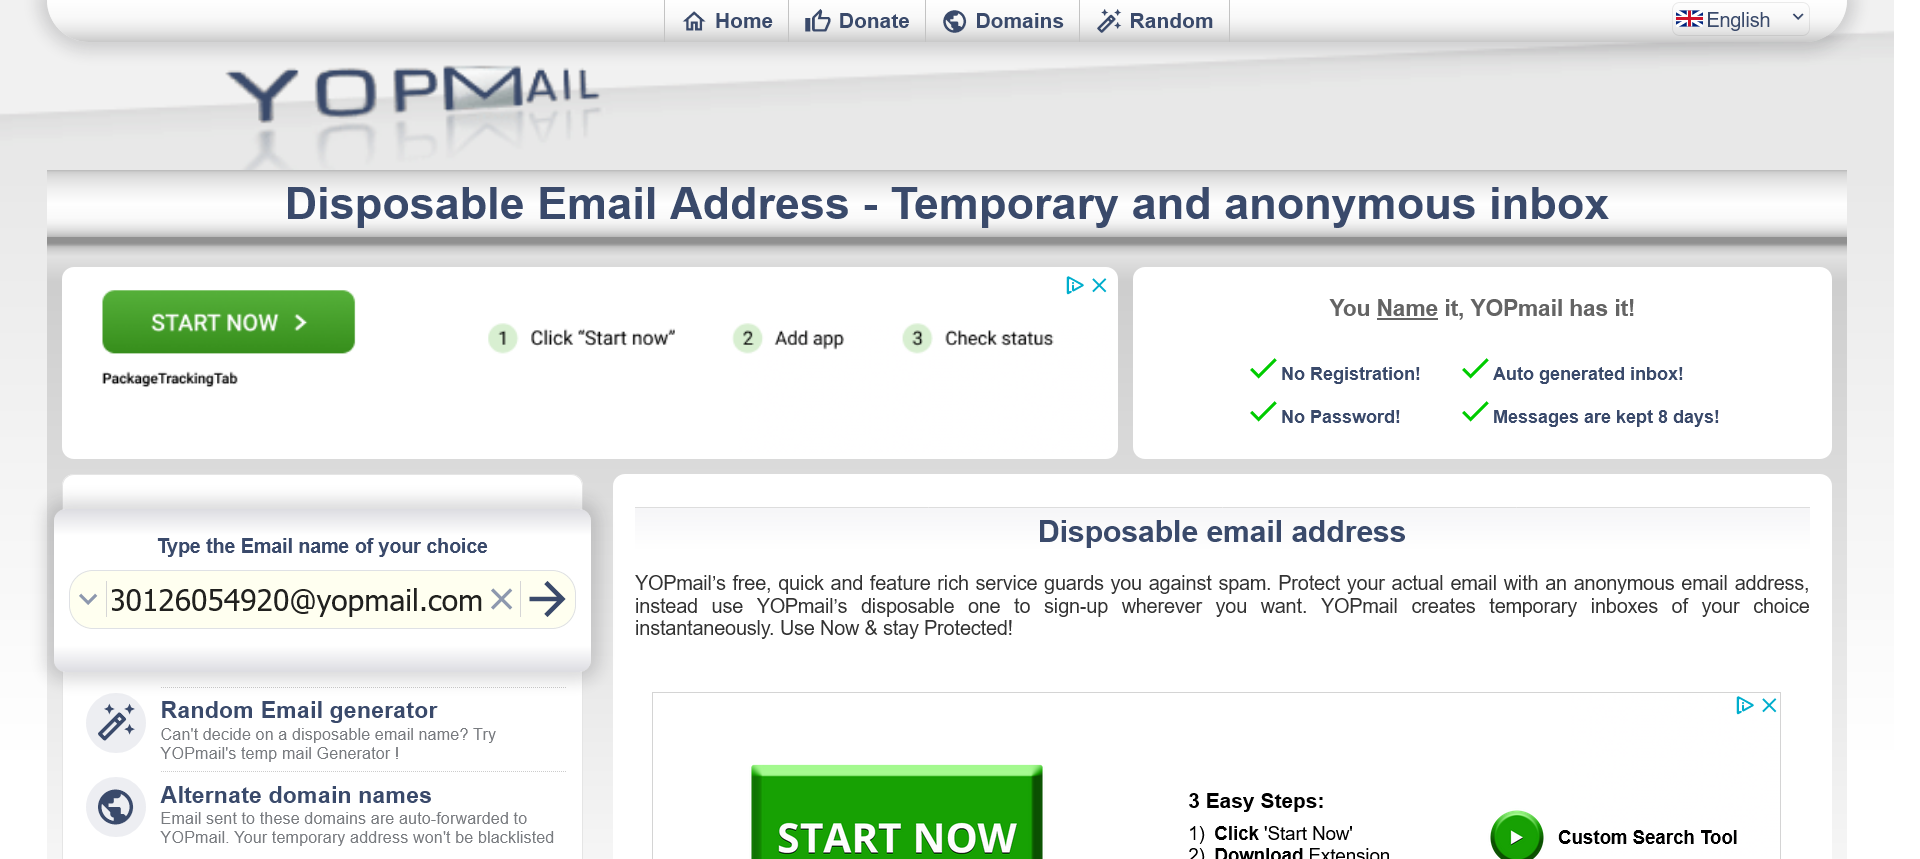 Home
Donate
Domains
Random
English
YOPMAIL
Disposable Email Address - Temporary and anonymous inbox
START NOW
PackageTrackingTab
1 Click “Start now”
2 Add app
3 Check status
You Name it, YOPmail has it!
No Registration!
Auto generated inbox!
No Password!
Messages are kept 8 days!
Type the Email name of your choice
30126054920@yopmail.com
Random Email generator
Can't decide on a disposable email name? Try
YOPmail's temp mail Generator !
Alternate domain names
Email sent to these domains are auto-forwarded to
YOPmail. Your temporary address won't be blacklisted
Disposable email address
YOPmail’s free, quick and feature rich service guards you against spam. Protect your actual email with an anonymous email address,
instead use YOPmail’s disposable one to sign-up wherever you want. YOPmail creates temporary inboxes of your choice
instantaneously. Use Now & stay Protected!
START NOW
3 Easy Steps:
1) Click 'Start Now'
2) Download Extension
Custom Search Tool